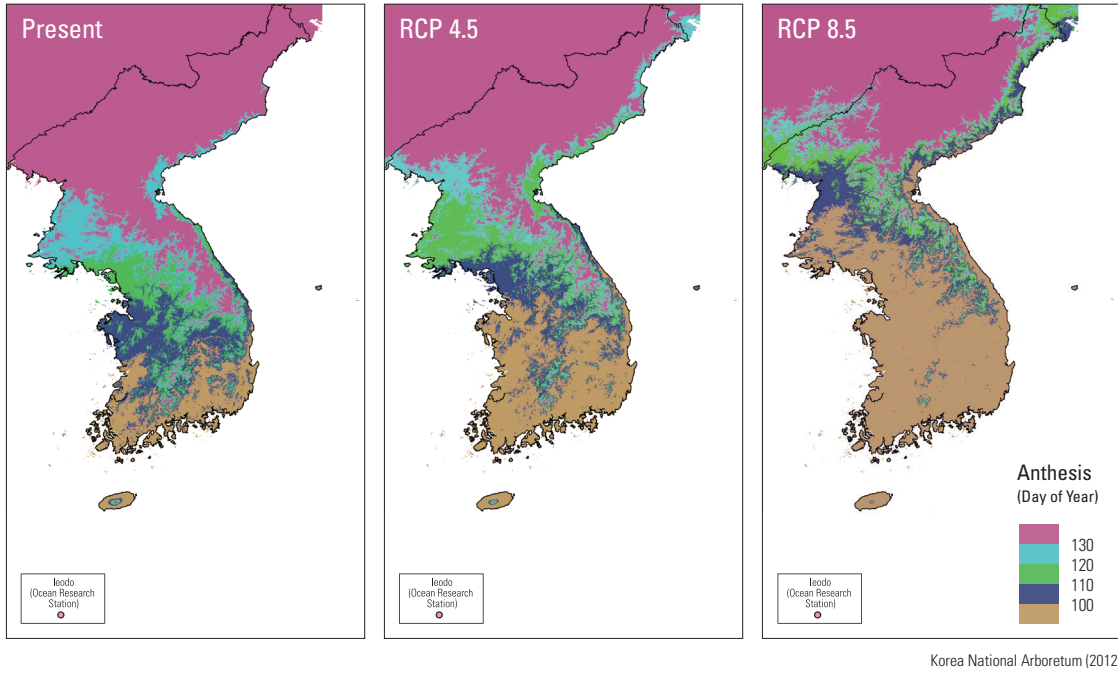 Present
RCP 4.5
RCP 8.5
Anthesis
(Day of Year)
130
120
110
100
Ieodo
(Ocean Research
Station)
Ieodo
(Ocean Research
Station)
Ieodo
(Ocean Research
Station)
Korea National Arboretum (2012